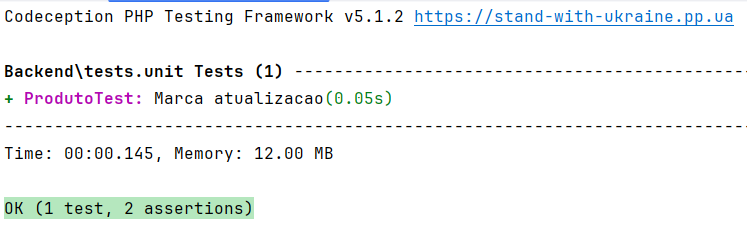 Codeception PHP Testing Framework v5.1.2 https://stand-with-ukraine.pp.ua
Backend\tests.unit Tests (1) ----------------------------------------------
+ ProdutoTest: Marca atualizacao(0.05s)
---------------------------------------------------------------------------
Time: 00:00.145, Memory: 12.00 MB
OK (1 test, 2 assertions)